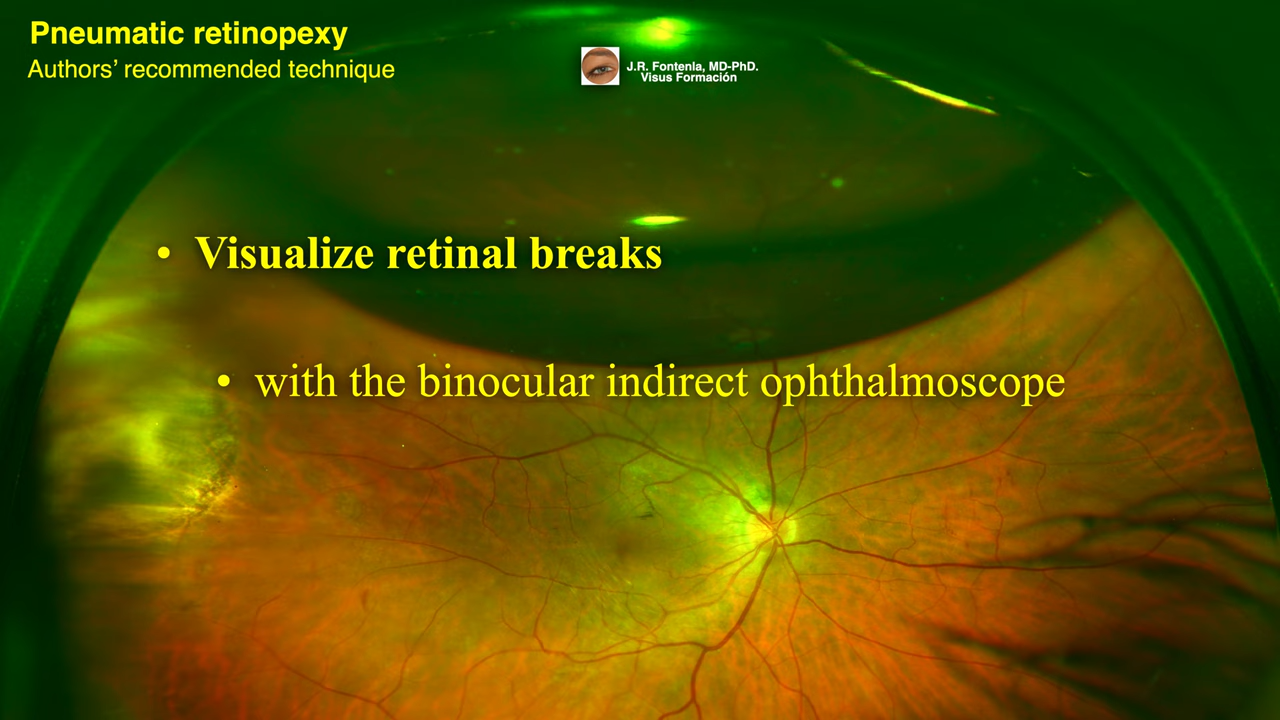 Pneumatic retinopexy
Authors’ recommended technique
J.R. Fontenla, MD-PhD.
Visus Formación
• Visualize retinal breaks
• with the binocular indirect ophthalmoscope